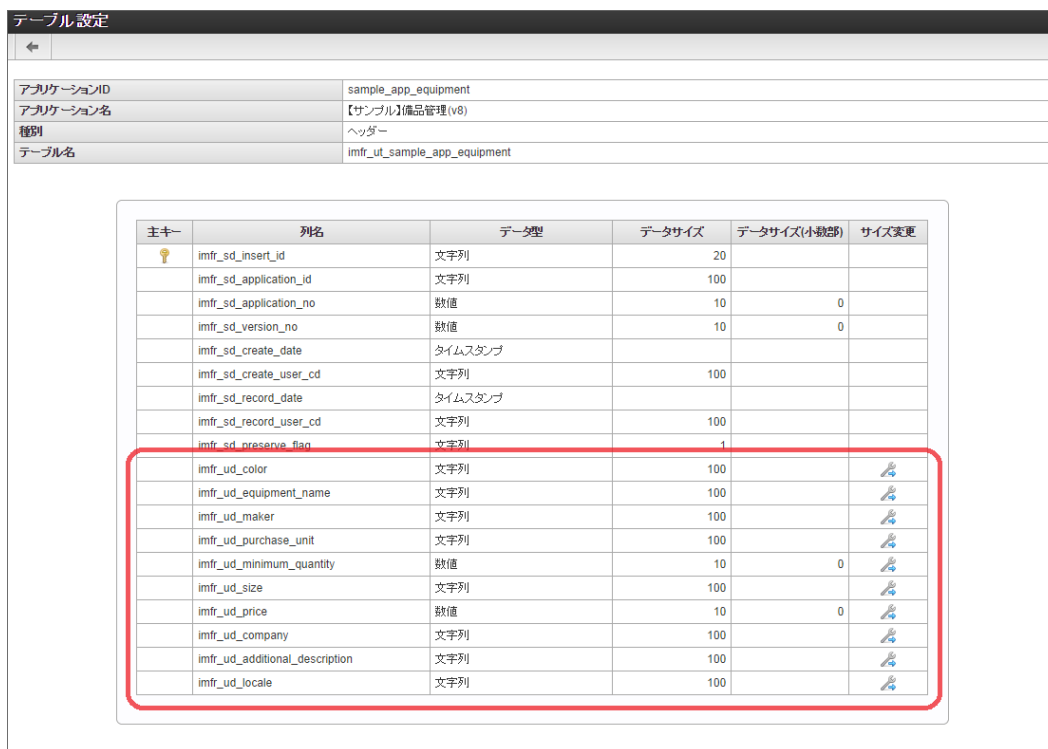 テーブル設定
アプリケーションID sample_app_equipment
アプリケーション名 【サンプル】備品管理(v8)
種別 ヘッダー
テーブル名 imfr_ut_sample_app_equipment
主キー 列名 データ型 データサイズ データサイズ(小数部) サイズ変更
imfr_sd_insert_id 文字列 20
imfr_sd_application_id 文字列 100
imfr_sd_application_no 数値 10 0
imfr_sd_version_no 数値 10 0
imfr_sd_create_date タイムスタンプ
imfr_sd_create_user_cd 文字列 100
imfr_sd_record_date タイムスタンプ
imfr_sd_record_user_cd 文字列 100
imfr_sd_preserve_flag 文字列 1
imfr_ud_color 文字列 100
imfr_ud_equipment_name 文字列 100
imfr_ud_maker 文字列 100
imfr_ud_purchase_unit 文字列 100
imfr_ud_minimum_quantity 数値 10 0
imfr_ud_size 文字列 100
imfr_ud_price 数値 10 0
imfr_ud_company 文字列 100
imfr_ud_additional_description 文字列 100
imfr_ud_locale 文字列 100